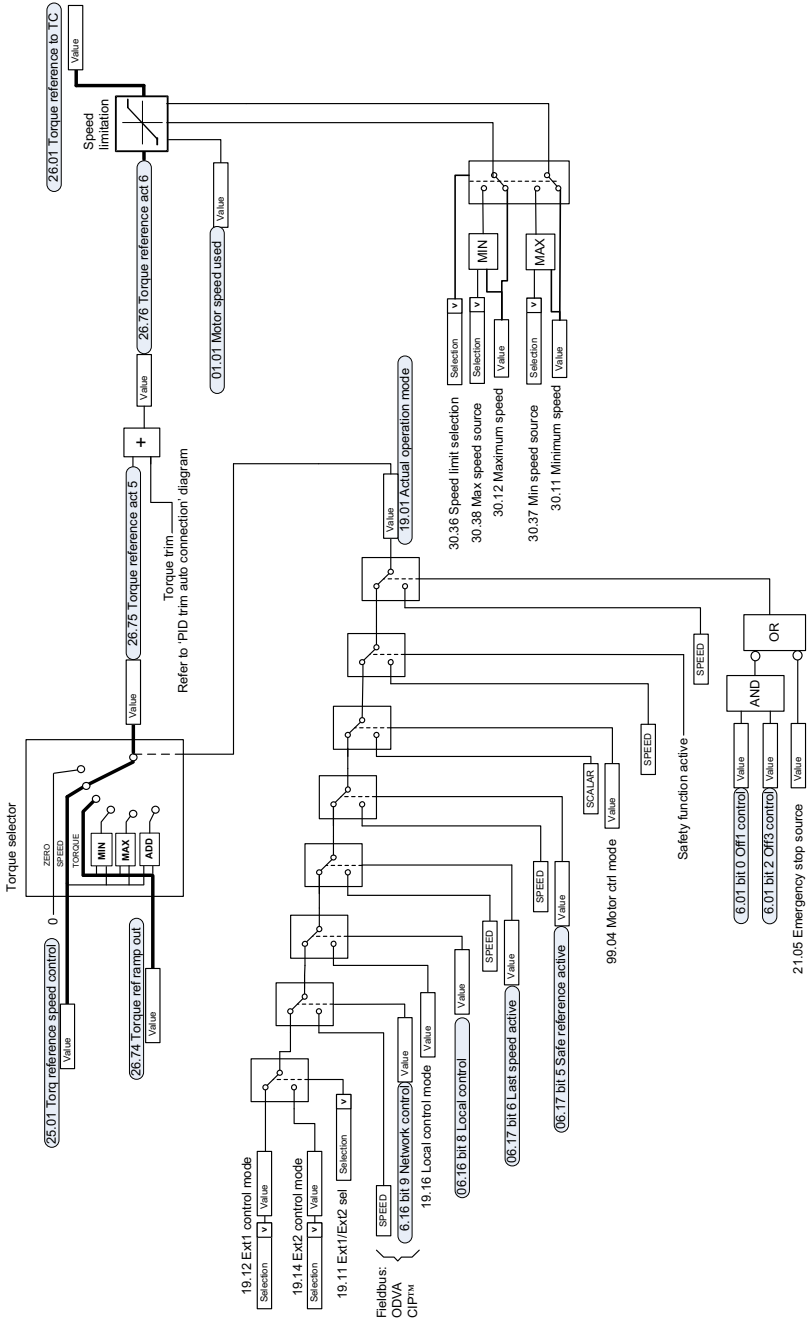 Torque selector
0
ZERO
SPEED
TORQUE
MIN
MAX
ADD
25.01 Torq reference speed control
Value
26.74 Torque ref ramp out
Value
Value
26.75 Torque reference act 5
Torque trim
Refer to 'PID trim auto connection' diagram
+
Value
26.76 Torque reference act 6
01.01 Motor speed used
Value
Speed
limitation
26.01 Torque reference to TC
Value
19.12 Ext1 control mode
Selection v Value
19.14 Ext2 control mode
Selection v Value
19.11 Ext1/Ext2 sel
Selection v
Fieldbus:
ODVA
CIP™
SPEED
6.16 bit 9 Network control
Value
19.16 Local control mode
Value
06.16 bit 8 Local control
Value
SPEED
06.17 bit 6 Last speed active
Value
SPEED
06.17 bit 5 Safe reference active
Value
SCALAR
99.04 Motor ctrl mode
Value
SPEED
Safety function active
SPEED
6.01 bit 0 Off1 control
Value
6.01 bit 2 Off3 control
Value
AND
21.05 Emergency stop source
Value
OR
Value
19.01 Actual operation mode
30.36 Speed limit selection
Selection v
30.38 Max speed source
Selection v
30.12 Maximum speed
Value
MIN
30.37 Min speed source
Selection v
30.11 Minimum speed
Value
MAX